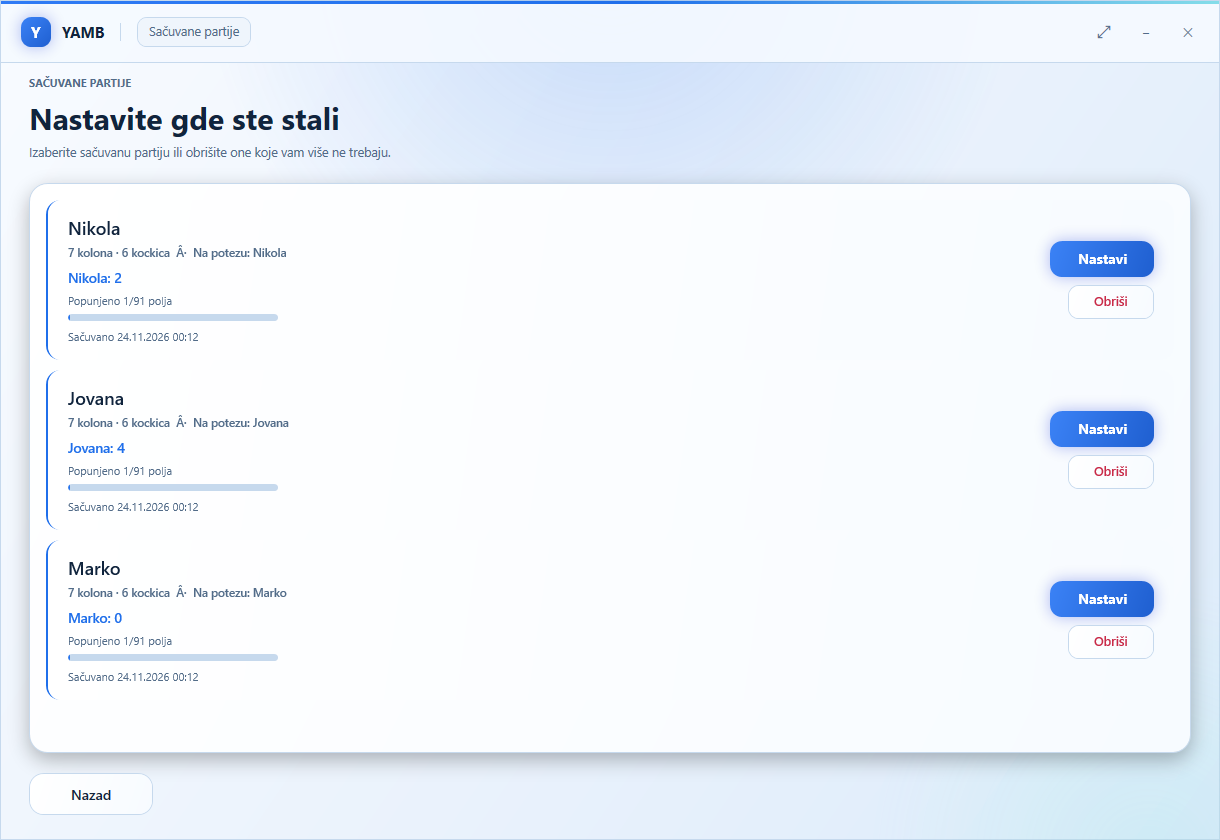 Y YAMB Sačuvane partije
SAČUVANE PARTIJE
Nastavite gde ste stali
Izaberite sačuvanu partiju ili obrišite one koje vam više ne trebaju.
Nikola
7 kolona · 6 kockica Â· Na potezu: Nikola
Nikola: 2
Popunjeno 1/91 polja
Sačuvano 24.11.2026 00:12
Nastavi
Obriši
Jovana
7 kolona · 6 kockica Â· Na potezu: Jovana
Jovana: 4
Popunjeno 1/91 polja
Sačuvano 24.11.2026 00:12
Nastavi
Obriši
Marko
7 kolona · 6 kockica Â· Na potezu: Marko
Marko: 0
Popunjeno 1/91 polja
Sačuvano 24.11.2026 00:12
Nastavi
Obriši
Nazad